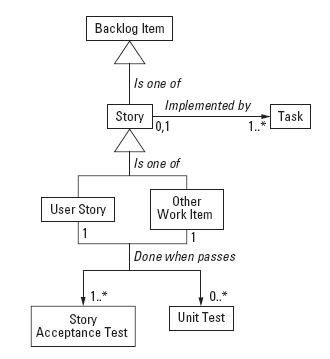 Backlog Item
Is one of
Implemented by
Story
0,1
1..*
Task
Is one of
User Story
Other
Work Item
1
1
Done when passes
1..*
0..*
Story
Acceptance Test
Unit Test